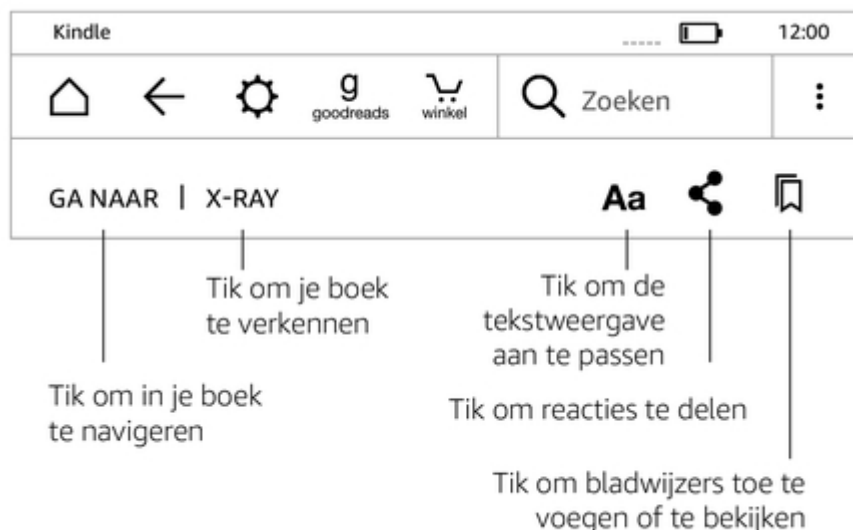 Kindle 12:00
g
goodreads winkel Zoeken
GA NAAR | X-RAY Aa
Tik om je boek
te verkennen
Tik om de
tekstweergave
aan te passen
Tik om in je boek
te navigeren
Tik om reacties te delen
Tik om bladwijzers toe te
voegen of te bekijken